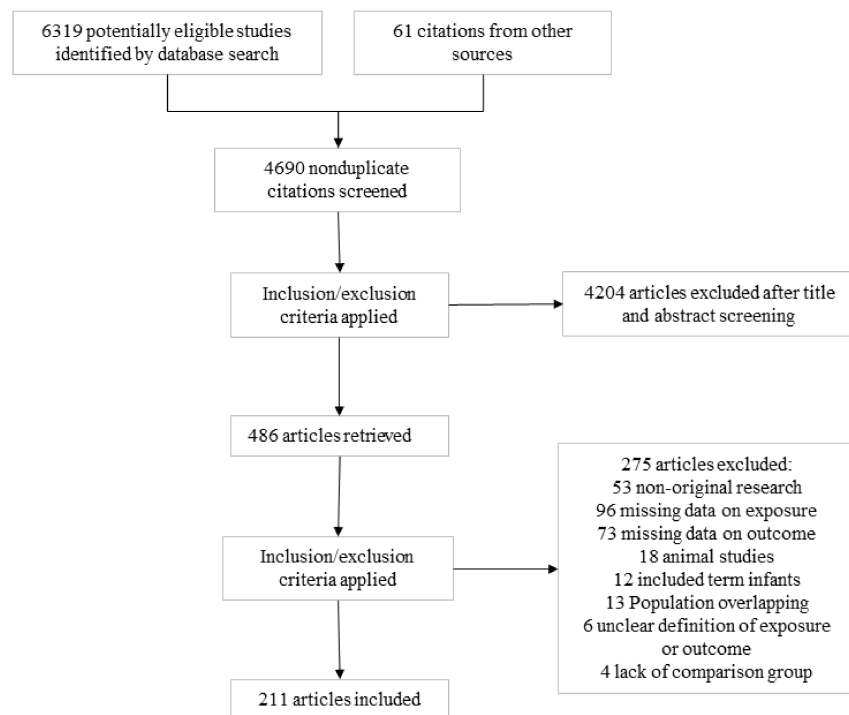 6319 potentially eligible studies
identified by database search
61 citations from other
sources
4690 nonduplicate
citations screened
Inclusion/exclusion
criteria applied
4204 articles excluded after title
and abstract screening
486 articles retrieved
275 articles excluded:
53 non-original research
96 missing data on exposure
73 missing data on outcome
18 animal studies
12 included term infants
13 Population overlapping
6 unclear definition of exposure
or outcome
4 lack of comparison group
Inclusion/exclusion
criteria applied
211 articles included